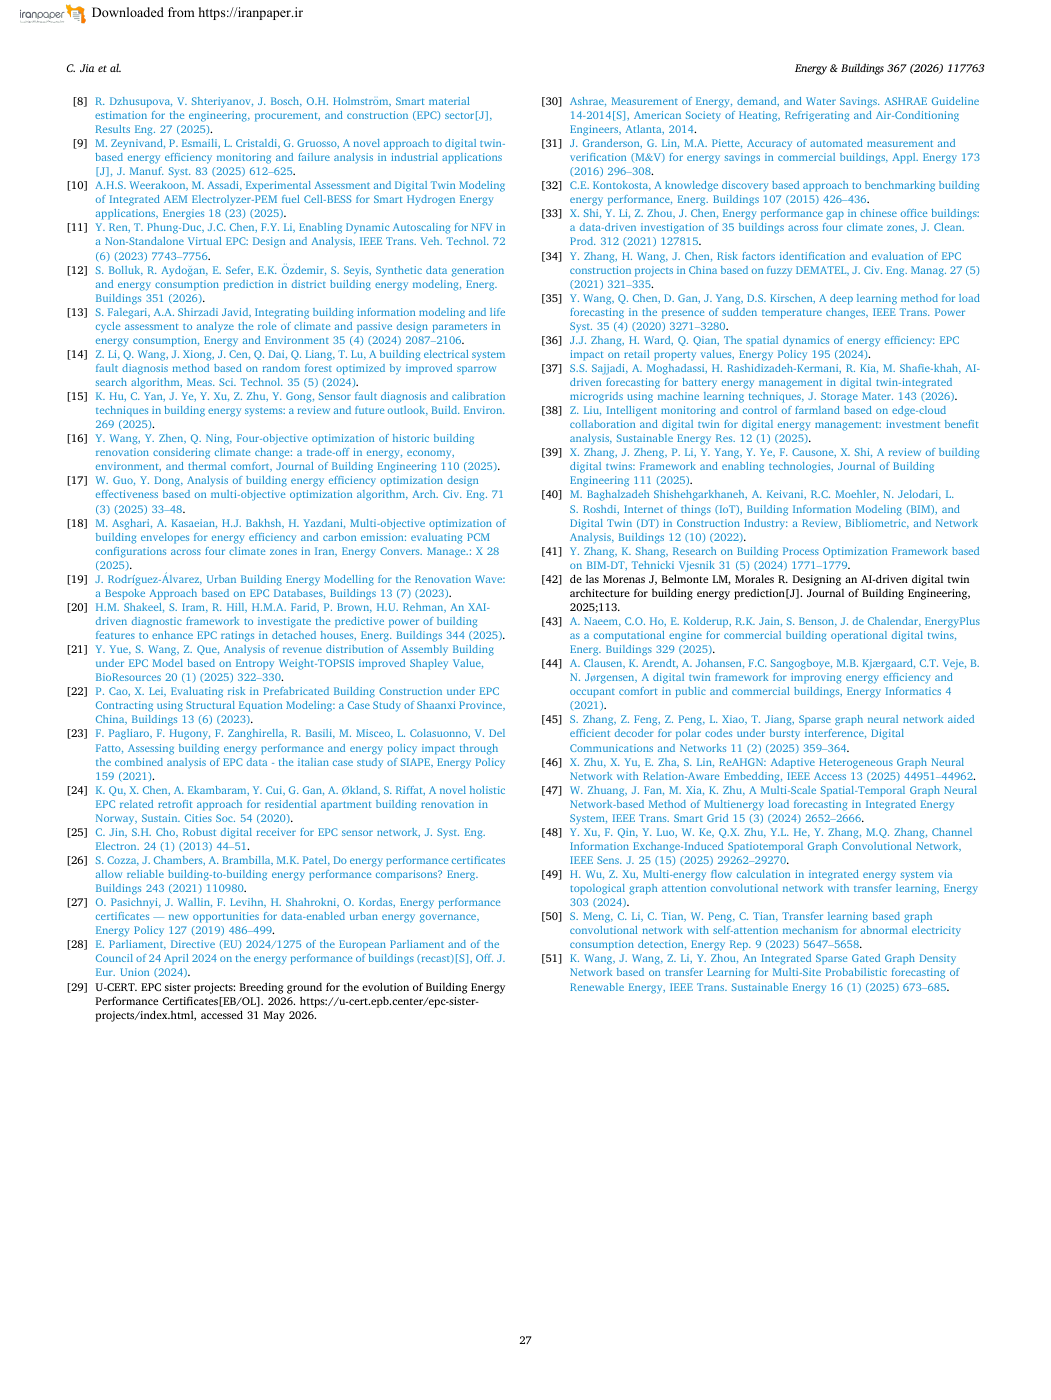 iranpaper
Downloaded from https://iranpaper.ir
C. Jia et al.
Energy & Buildings 367 (2026) 117763
[8] R. Dzhusupova, V. Shteriyanov, J. Bosch, O.H. Holmström, Smart material
estimation for the engineering, procurement, and construction (EPC) sector[J],
Results Eng. 27 (2025).
[9] M. Zeynivand, P. Esmaili, L. Cristaldi, G. Gruosso, A novel approach to digital twin-
based energy efficiency monitoring and failure analysis in industrial applications
[J], J. Manuf. Syst. 83 (2025) 612–625.
[10] A.H.S. Weerakoon, M. Assadi, Experimental Assessment and Digital Twin Modeling
of Integrated AEM Electrolyzer-PEM fuel Cell-BESS for Smart Hydrogen Energy
applications, Energies 18 (23) (2025).
[11] Y. Ren, T. Phung-Duc, J.C. Chen, F.Y. Li, Enabling Dynamic Autoscaling for NFV in
a Non-Standalone Virtual EPC: Design and Analysis, IEEE Trans. Veh. Technol. 72
(6) (2023) 7743–7756.
[12] S. Bolluk, R. Aydoğan, E. Sefer, E.K. Özdemir, S. Seyis, Synthetic data generation
and energy consumption prediction in district building energy modeling, Energ.
Buildings 351 (2026).
[13] S. Falegari, A.A. Shirzadi Javid, Integrating building information modeling and life
cycle assessment to analyze the role of climate and passive design parameters in
energy consumption, Energy and Environment 35 (4) (2024) 2087–2106.
[14] Z. Li, Q. Wang, J. Xiong, J. Cen, Q. Dai, Q. Liang, T. Lu, A building electrical system
fault diagnosis method based on random forest optimized by improved sparrow
search algorithm, Meas. Sci. Technol. 35 (5) (2024).
[15] K. Hu, C. Yan, J. Ye, Y. Xu, Z. Zhu, Y. Gong, Sensor fault diagnosis and calibration
techniques in building energy systems: a review and future outlook, Build. Environ.
269 (2025).
[16] Y. Wang, Y. Zhen, Q. Ning, Four-objective optimization of historic building
renovation considering climate change: a trade-off in energy, economy,
environment, and thermal comfort, Journal of Building Engineering 110 (2025).
[17] W. Guo, Y. Dong, Analysis of building energy efficiency optimization design
effectiveness based on multi-objective optimization algorithm, Arch. Civ. Eng. 71
(3) (2025) 33–48.
[18] M. Asghari, A. Kasaeian, H.J. Bakhsh, H. Yazdani, Multi-objective optimization of
building envelopes for energy efficiency and carbon emission: evaluating PCM
configurations across four climate zones in Iran, Energy Convers. Manage.: X 28
(2025).
[19] J. Rodríguez-Álvarez, Urban Building Energy Modelling for the Renovation Wave:
a Bespoke Approach based on EPC Databases, Buildings 13 (7) (2023).
[20] H.M. Shakeel, S. Iram, R. Hill, H.M.A. Farid, P. Brown, H.U. Rehman, An XAI-
driven diagnostic framework to investigate the predictive power of building
features to enhance EPC ratings in detached houses, Energ. Buildings 344 (2025).
[21] Y. Yue, S. Wang, Z. Que, Analysis of revenue distribution of Assembly Building
under EPC Model based on Entropy Weight-TOPSIS improved Shapley Value,
BioResources 20 (1) (2025) 322–330.
[22] P. Cao, X. Lei, Evaluating risk in Prefabricated Building Construction under EPC
Contracting using Structural Equation Modeling: a Case Study of Shaanxi Province,
China, Buildings 13 (6) (2023).
[23] F. Pagliaro, F. Hugony, F. Zanghirella, R. Basili, M. Misceo, L. Colasuonno, V. Del
Fatto, Assessing building energy performance and energy policy impact through
the combined analysis of EPC data - the italian case study of SIAPE, Energy Policy
159 (2021).
[24] K. Qu, X. Chen, A. Ekambaram, Y. Cui, G. Gan, A. Økland, S. Riffat, A novel holistic
EPC related retrofit approach for residential apartment building renovation in
Norway, Sustain. Cities Soc. 54 (2020).
[25] C. Jin, S.H. Cho, Robust digital receiver for EPC sensor network, J. Syst. Eng.
Electron. 24 (1) (2013) 44–51.
[26] S. Cozza, J. Chambers, A. Brambilla, M.K. Patel, Do energy performance certificates
allow reliable building-to-building energy performance comparisons? Energ.
Buildings 243 (2021) 110980.
[27] O. Pasichnyi, J. Wallin, F. Levihn, H. Shahrokni, O. Kordas, Energy performance
certificates — new opportunities for data-enabled urban energy governance,
Energy Policy 127 (2019) 486–499.
[28] E. Parliament, Directive (EU) 2024/1275 of the European Parliament and of the
Council of 24 April 2024 on the energy performance of buildings (recast)[S], Off. J.
Eur. Union (2024).
[29] U-CERT. EPC sister projects: Breeding ground for the evolution of Building Energy
Performance Certificates[EB/OL]. 2026. https://u-cert.epb.center/epc-sister-
projects/index.html, accessed 31 May 2026.
[30] Ashrae, Measurement of Energy, demand, and Water Savings. ASHRAE Guideline
14-2014[S], American Society of Heating, Refrigerating and Air-Conditioning
Engineers, Atlanta, 2014.
[31] J. Granderson, G. Lin, M.A. Piette, Accuracy of automated measurement and
verification (M&V) for energy savings in commercial buildings, Appl. Energy 173
(2016) 296–308.
[32] C.E. Kontokosta, A knowledge discovery based approach to benchmarking building
energy performance, Energ. Buildings 107 (2015) 426–436.
[33] X. Shi, Y. Li, Z. Zhou, J. Chen, Energy performance gap in chinese office buildings:
a data-driven investigation of 35 buildings across four climate zones, J. Clean.
Prod. 312 (2021) 127815.
[34] Y. Zhang, H. Wang, J. Chen, Risk factors identification and evaluation of EPC
construction projects in China based on fuzzy DEMATEL, J. Civ. Eng. Manag. 27 (5)
(2021) 321–335.
[35] Y. Wang, Q. Chen, D. Gan, J. Yang, D.S. Kirschen, A deep learning method for load
forecasting in the presence of sudden temperature changes, IEEE Trans. Power
Syst. 35 (4) (2020) 3271–3280.
[36] J.J. Zhang, H. Ward, Q. Qian, The spatial dynamics of energy efficiency: EPC
impact on retail property values, Energy Policy 195 (2024).
[37] S.S. Sajjadi, A. Moghadassi, H. Rashidizadeh-Kermani, R. Kia, M. Shafie-khah, AI-
driven forecasting for battery energy management in digital twin-integrated
microgrids using machine learning techniques, J. Storage Mater. 143 (2026).
[38] Z. Liu, Intelligent monitoring and control of farmland based on edge-cloud
collaboration and digital twin for digital energy management: investment benefit
analysis, Sustainable Energy Res. 12 (1) (2025).
[39] X. Zhang, J. Zheng, P. Li, Y. Yang, Y. Ye, F. Causone, X. Shi, A review of building
digital twins: Framework and enabling technologies, Journal of Building
Engineering 111 (2025).
[40] M. Baghalzadeh Shishehgarkhaneh, A. Keivani, R.C. Moehler, N. Jelodari, L.
S. Roshdi, Internet of things (IoT), Building Information Modeling (BIM), and
Digital Twin (DT) in Construction Industry: a Review, Bibliometric, and Network
Analysis, Buildings 12 (10) (2022).
[41] Y. Zhang, K. Shang, Research on Building Process Optimization Framework based
on BIM-DT, Tehnicki Vjesnik 31 (5) (2024) 1771–1779.
[42] de las Morenas J, Belmonte LM, Morales R. Designing an AI-driven digital twin
architecture for building energy prediction[J]. Journal of Building Engineering,
2025;113.
[43] A. Naeem, C.O. Ho, E. Kolderup, R.K. Jain, S. Benson, J. de Chalendar, EnergyPlus
as a computational engine for commercial building operational digital twins,
Energ. Buildings 329 (2025).
[44] A. Clausen, K. Arendt, A. Johansen, F.C. Sangogboye, M.B. Kjærgaard, C.T. Veje, B.
N. Jørgensen, A digital twin framework for improving energy efficiency and
occupant comfort in public and commercial buildings, Energy Informatics 4
(2021).
[45] S. Zhang, Z. Feng, Z. Peng, L. Xiao, T. Jiang, Sparse graph neural network aided
efficient decoder for polar codes under bursty interference, Digital
Communications and Networks 11 (2) (2025) 359–364.
[46] X. Zhu, X. Yu, E. Zha, S. Lin, ReAHGN: Adaptive Heterogeneous Graph Neural
Network with Relation-Aware Embedding, IEEE Access 13 (2025) 44951–44962.
[47] W. Zhuang, J. Fan, M. Xia, K. Zhu, A Multi-Scale Spatial-Temporal Graph Neural
Network-based Method of Multienergy load forecasting in Integrated Energy
System, IEEE Trans. Smart Grid 15 (3) (2024) 2652–2666.
[48] Y. Xu, F. Qin, Y. Luo, W. Ke, Q.X. Zhu, Y.L. He, Y. Zhang, M.Q. Zhang, Channel
Information Exchange-Induced Spatiotemporal Graph Convolutional Network,
IEEE Sens. J. 25 (15) (2025) 29262–29270.
[49] H. Wu, Z. Xu, Multi-energy flow calculation in integrated energy system via
topological graph attention convolutional network with transfer learning, Energy
303 (2024).
[50] S. Meng, C. Li, C. Tian, W. Peng, C. Tian, Transfer learning based graph
convolutional network with self-attention mechanism for abnormal electricity
consumption detection, Energy Rep. 9 (2023) 5647–5658.
[51] K. Wang, J. Wang, Z. Li, Y. Zhou, An Integrated Sparse Gated Graph Density
Network based on transfer Learning for Multi-Site Probabilistic forecasting of
Renewable Energy, IEEE Trans. Sustainable Energy 16 (1) (2025) 673–685.
27